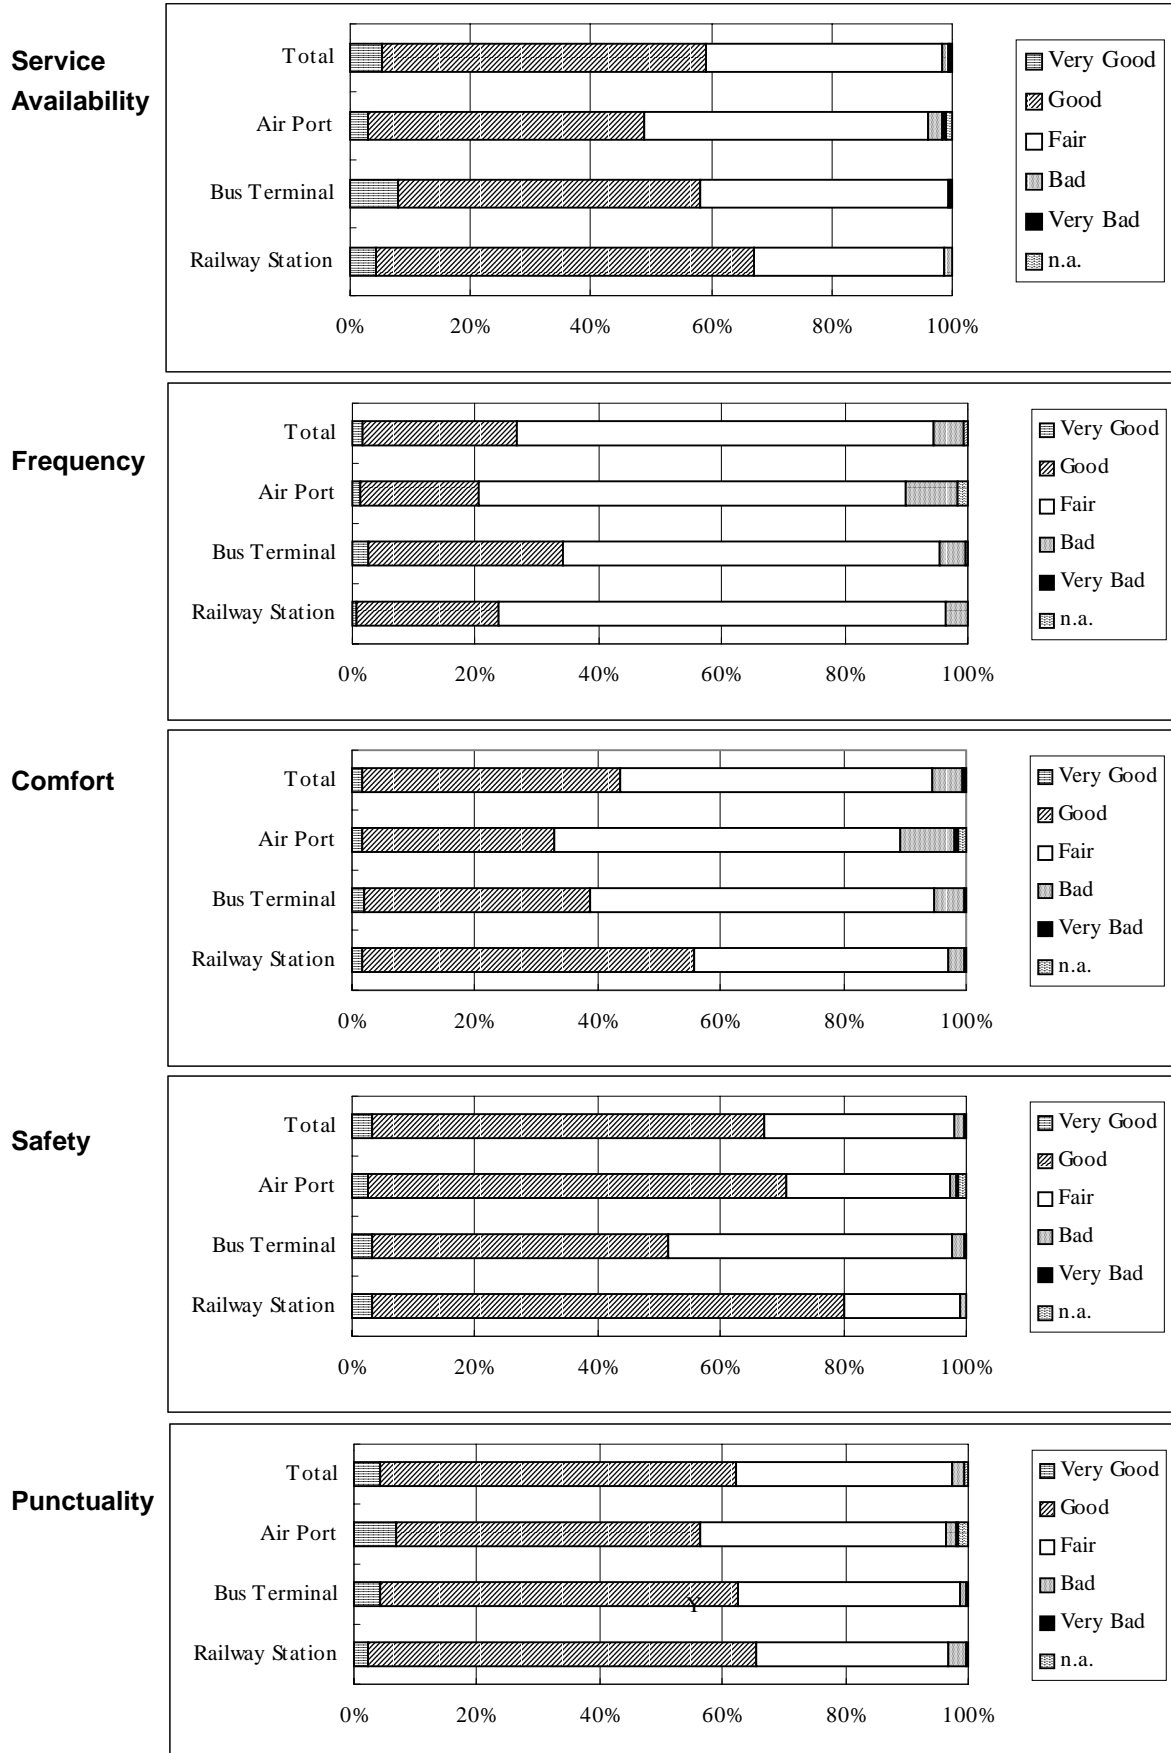 Service
Availability
Total
Air Port
Bus Terminal
Railway Station
0% 20% 40% 60% 80% 100%
Very Good
Good
Fair
Bad
Very Bad
n.a.
Frequency
Total
Air Port
Bus Terminal
Railway Station
0% 20% 40% 60% 80% 100%
Very Good
Good
Fair
Bad
Very Bad
n.a.
Comfort
Total
Air Port
Bus Terminal
Railway Station
0% 20% 40% 60% 80% 100%
Very Good
Good
Fair
Bad
Very Bad
n.a.
Safety
Total
Air Port
Bus Terminal
Railway Station
0% 20% 40% 60% 80% 100%
Very Good
Good
Fair
Bad
Very Bad
n.a.
Punctuality
Total
Air Port
Bus Terminal
Y
Railway Station
0% 20% 40% 60% 80% 100%
Very Good
Good
Fair
Bad
Very Bad
n.a.